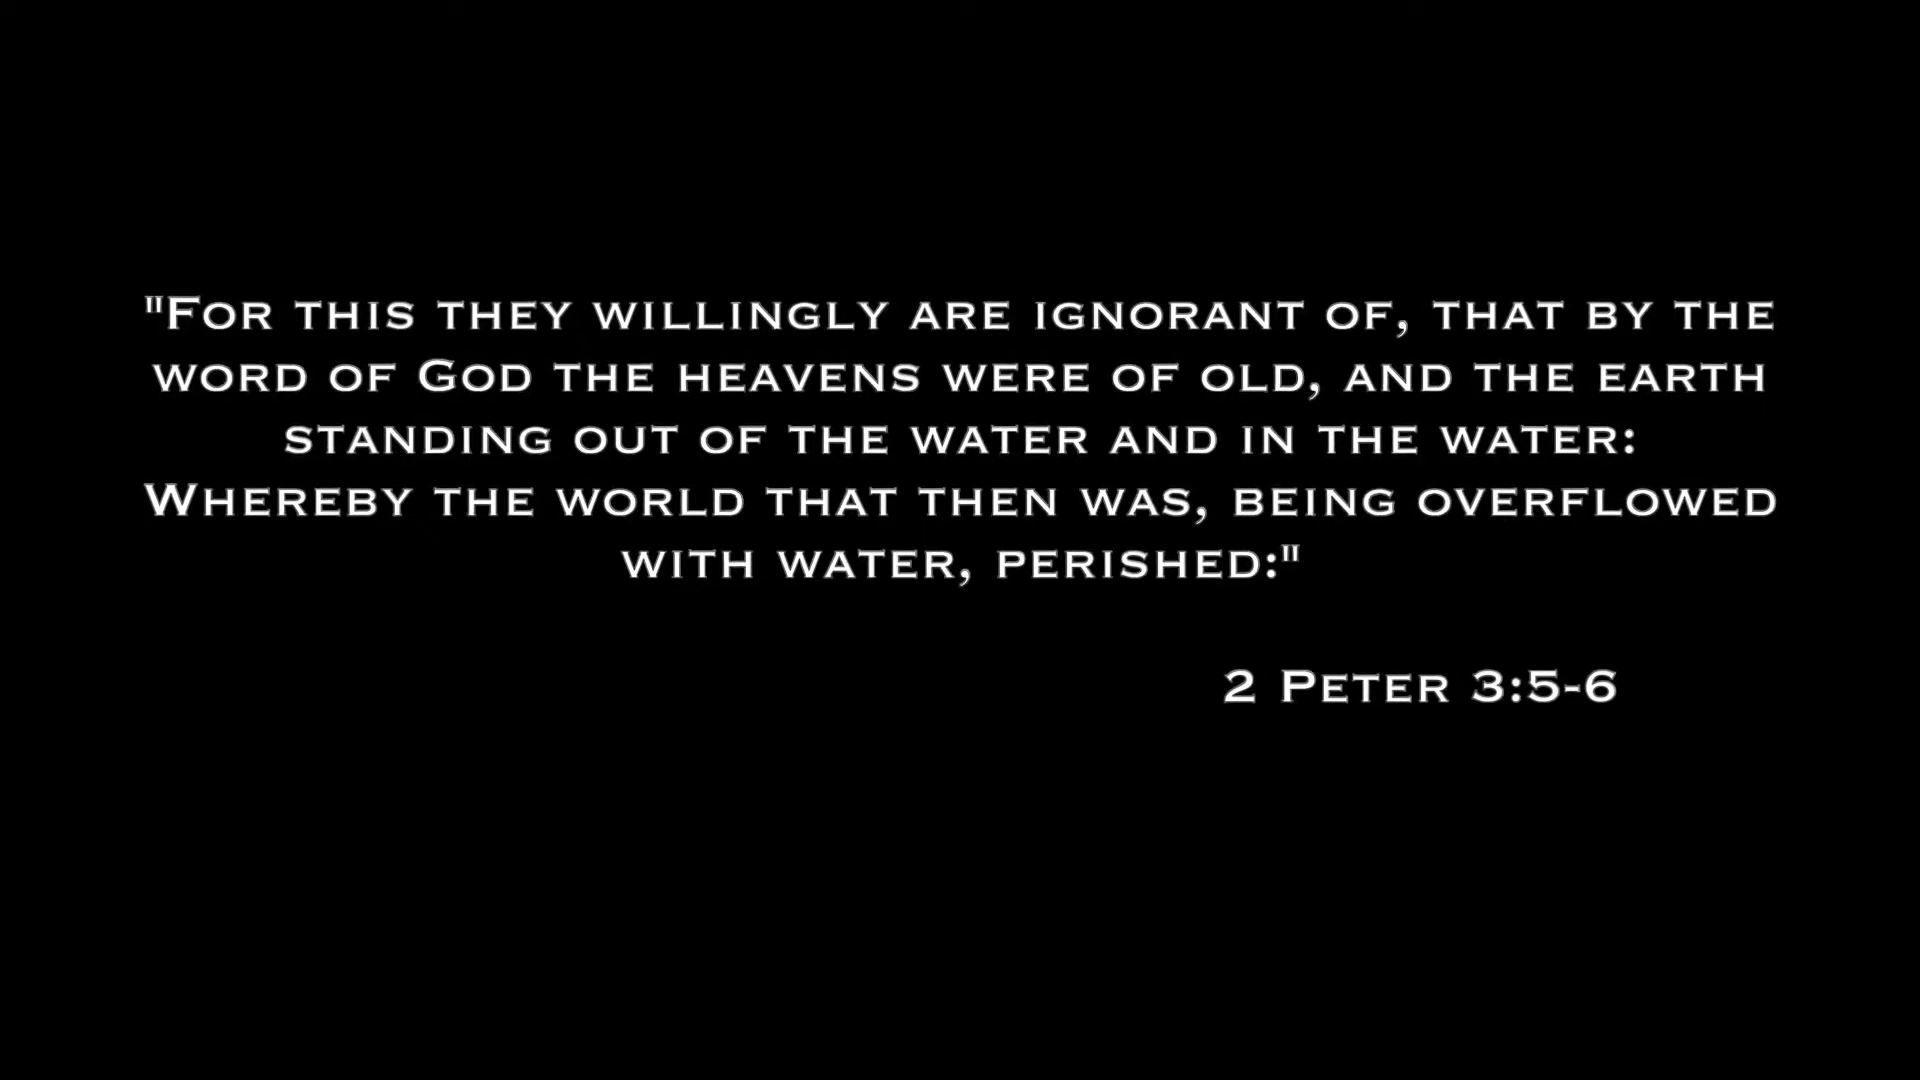 "For this they willingly are ignorant of, that by the
word of God the heavens were of old, and the earth
standing out of the water and in the water:
Whereby the world that then was, being overflowed
with water, perished:"
2 Peter 3:5-6